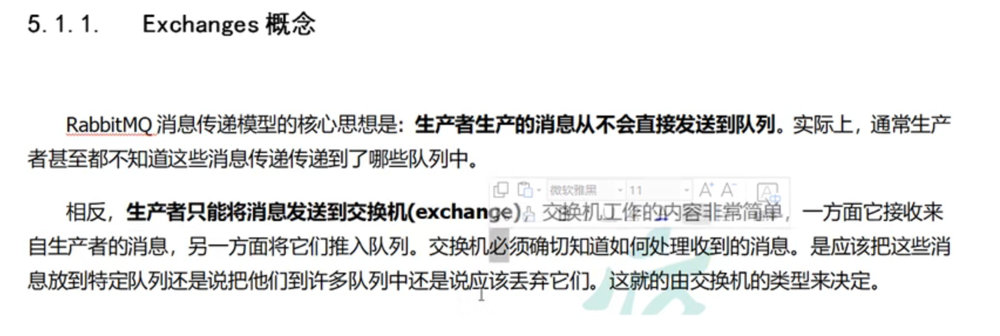 5.1.1. Exchanges 概念
RabbitMQ 消息传递模型的核心思想是：生产者生产的消息从不会直接发送到队列。实际上，通常生产
者甚至都不知道这些消息传递传递到了哪些队列中。
微软雅黑 11 A+ A-
相反，生产者只能将消息发送到交换机(exchange)，交换机工作的内容非常简单，一方面它接收来
自生产者的消息，另一方面将它们推入队列。交换机必须确切知道如何处理收到的消息。是应该把这些消
息放到特定队列还是说把他们到许多队列中还是说应该丢弃它们。这就的由交换机的类型来决定。